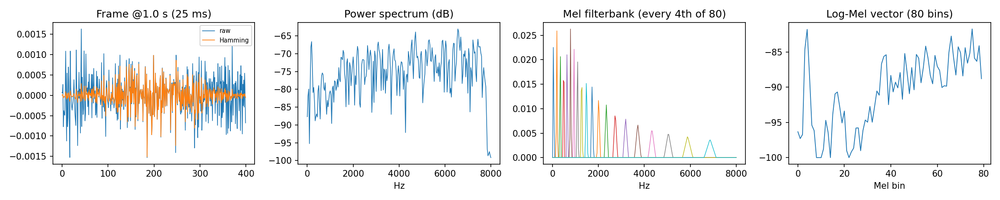 Frame @1.0 s (25 ms)
0.0015
0.0010
0.0005
0.0000
−0.0005
−0.0010
−0.0015
0 100 200 300 400
raw
Hamming
Power spectrum (dB)
−65
−70
−75
−80
−85
−90
−95
−100
0 2000 4000 6000 8000
Hz
Mel filterbank (every 4th of 80)
0.025
0.020
0.015
0.010
0.005
0.000
0 2000 4000 6000 8000
Hz
Log-Mel vector (80 bins)
−85
−90
−95
−100
0 20 40 60 80
Mel bin